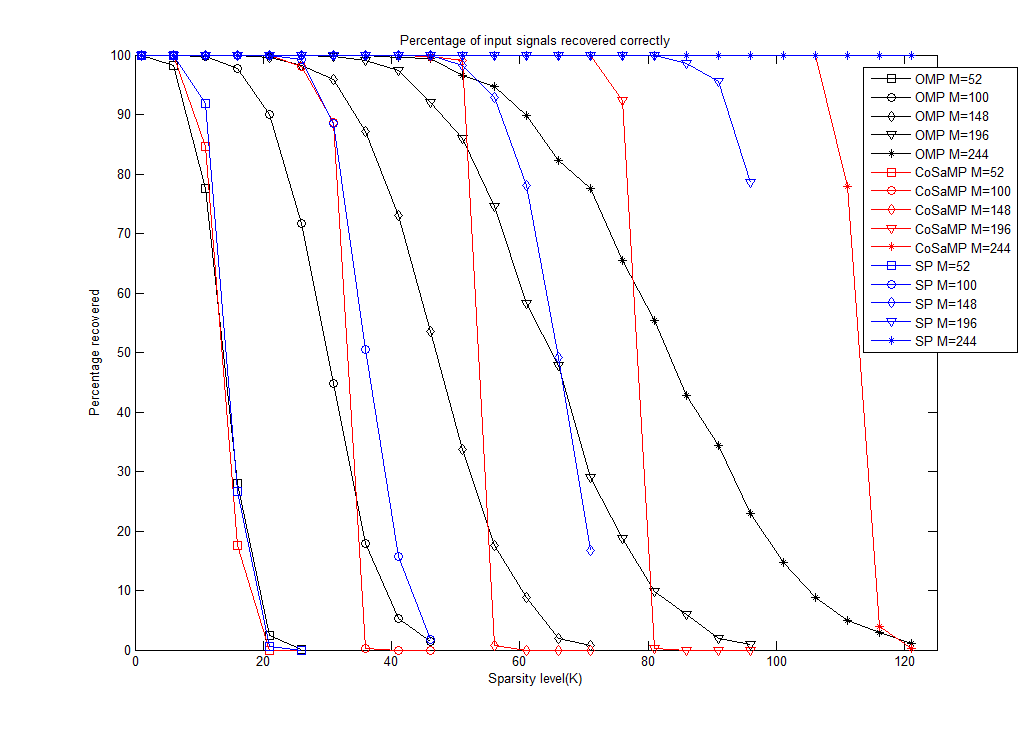 Percentage of input signals recovered correctly
100
90
80
70
60
50
40
30
20
10
0
Percentage recovered
0 20 40 60 80 100 120
Sparsity level(K)
OMP M=52
OMP M=100
OMP M=148
OMP M=196
OMP M=244
CoSaMP M=52
CoSaMP M=100
CoSaMP M=148
CoSaMP M=196
CoSaMP M=244
SP M=52
SP M=100
SP M=148
SP M=196
SP M=244